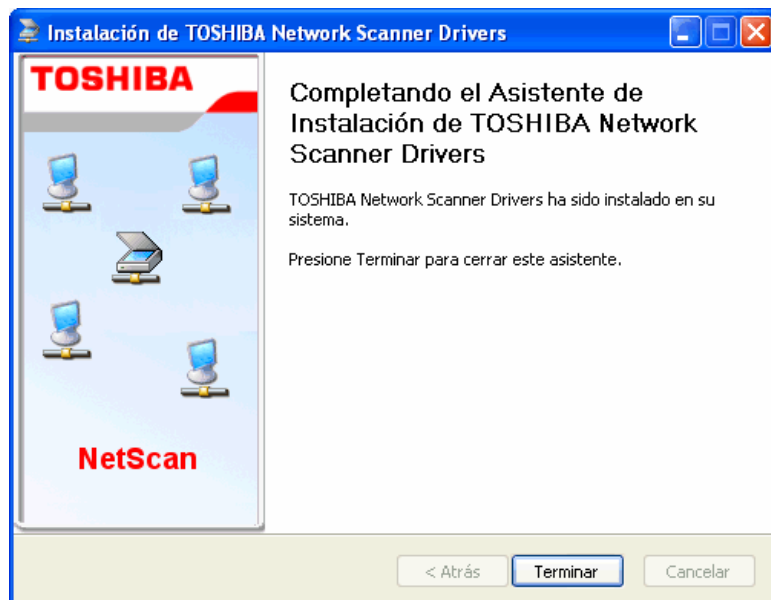 Instalación de TOSHIBA Network Scanner Drivers
TOSHIBA
NetScan
Completando el Asistente de
Instalación de TOSHIBA Network
Scanner Drivers
TOSHIBA Network Scanner Drivers ha sido instalado en su
sistema.
Presione Terminar para cerrar este asistente.
< Atrás
Terminar
Cancelar